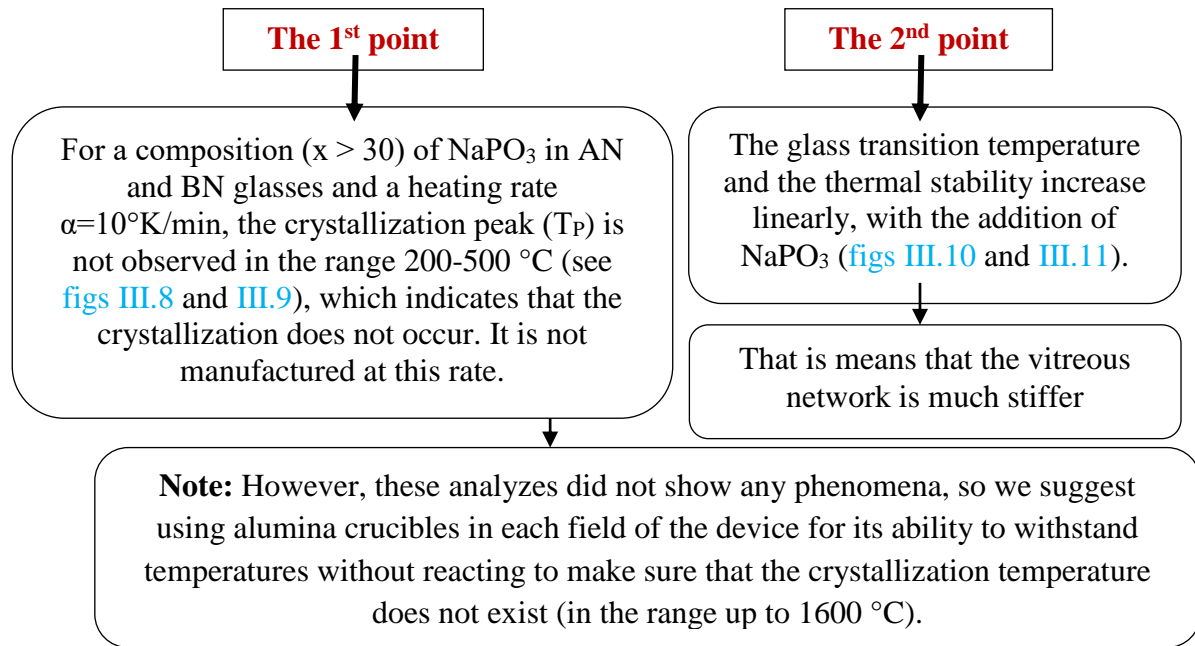 The 1st point
For a composition (x > 30) of NaPO₃ in AN
and BN glasses and a heating rate
α=10°K/min, the crystallization peak (TP) is
not observed in the range 200-500 °C (see
figs III.8 and III.9), which indicates that the
crystallization does not occur. It is not
manufactured at this rate.
The 2nd point
The glass transition temperature
and the thermal stability increase
linearly, with the addition of
NaPO₃ (figs III.10 and III.11).
That is means that the vitreous
network is much stiffer
Note: However, these analyzes did not show any phenomena, so we suggest
using alumina crucibles in each field of the device for its ability to withstand
temperatures without reacting to make sure that the crystallization temperature
does not exist (in the range up to 1600 °C).